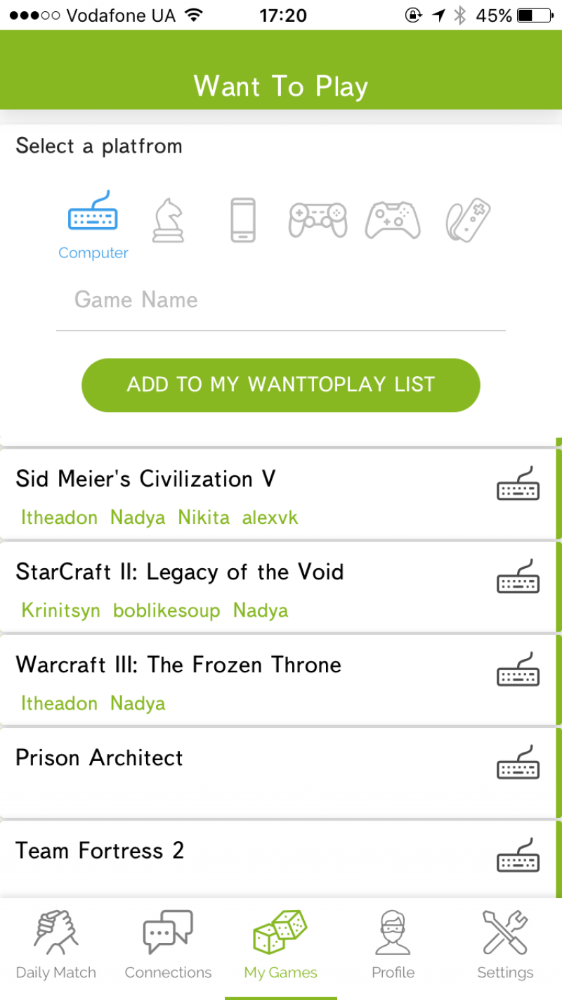 Vodafone UA 17:20 45%
Want To Play
Select a platfrom
Computer
Game Name
ADD TO MY WANTTOPLAY LIST
Sid Meier's Civilization V
Itheadon Nadya Nikita alexvk
StarCraft II: Legacy of the Void
Krinitsyn boblikesoup Nadya
Warcraft III: The Frozen Throne
Itheadon Nadya
Prison Architect
Team Fortress 2
Daily Match Connections My Games Profile Settings